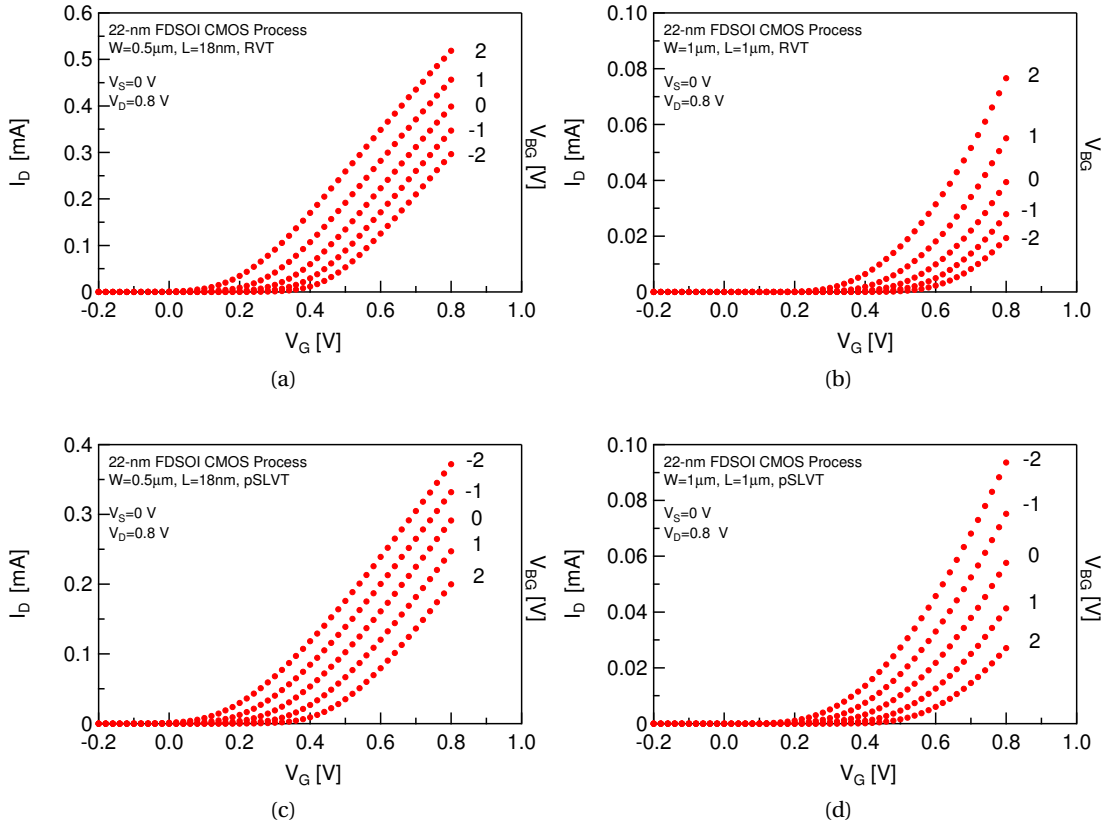 0.6
0.5
0.4
0.3
0.2
0.1
0
I_D [mA]
22-nm FDSOI CMOS Process
W=0.5μm, L=18nm, RVT
V_S=0 V
V_D=0.8 V
2
1
0
-1
-2
V_BG [V]
-0.2 0.0 0.2 0.4 0.6 0.8 1.0
V_G [V]
(a)
0.10
0.08
0.06
0.04
0.02
0.00
I_D [mA]
22-nm FDSOI CMOS Process
W=1μm, L=1μm, RVT
V_S=0 V
V_D=0.8 V
2
1
0
-1
-2
V_BG
-0.2 0.0 0.2 0.4 0.6 0.8 1.0
V_G [V]
(b)
0.4
0.3
0.2
0.1
0.0
I_D [mA]
22-nm FDSOI CMOS Process
W=0.5μm, L=18nm, pSLVT
V_S=0 V
V_D=0.8 V
-2
-1
0
1
2
V_BG [V]
-0.2 0.0 0.2 0.4 0.6 0.8 1.0
V_G [V]
(c)
0.10
0.08
0.06
0.04
0.02
0.00
I_D [mA]
22-nm FDSOI CMOS Process
W=1μm, L=1μm, pSLVT
V_S=0 V
V_D=0.8 V
-2
-1
0
1
2
V_BG [V]
-0.2 0.0 0.2 0.4 0.6 0.8 1.0
V_G [V]
(d)